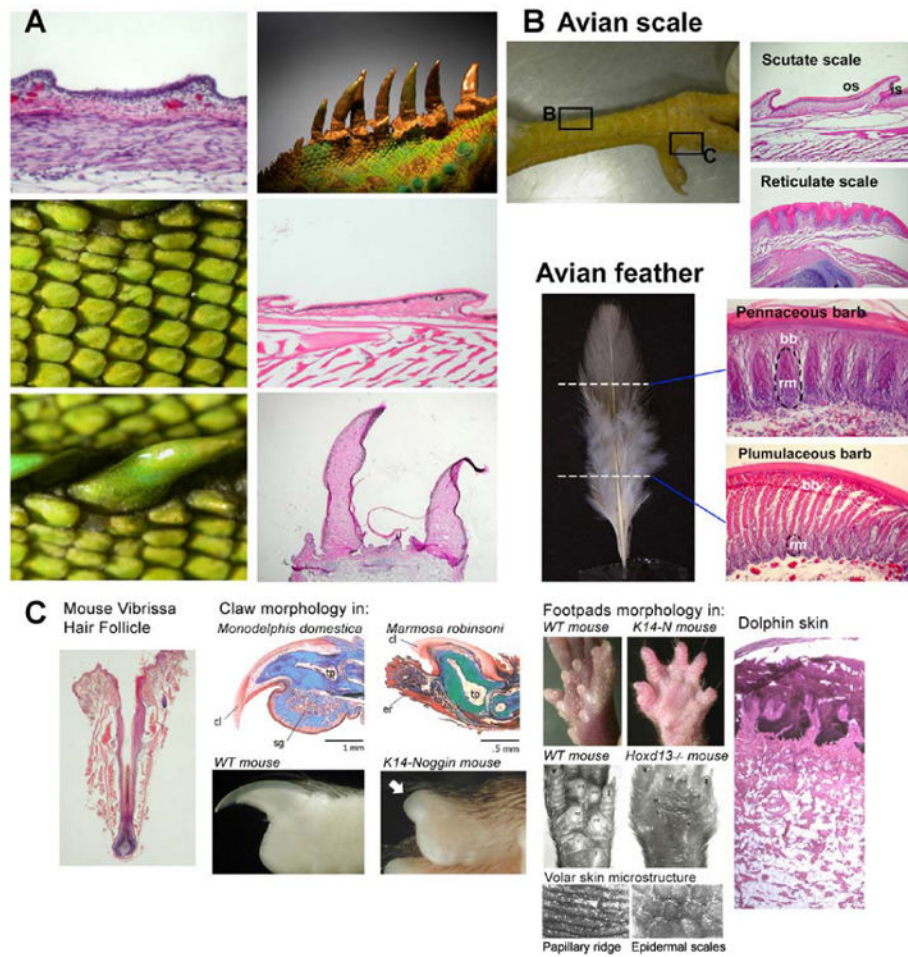 A
B Avian scale
B
C
Scutate scale
os
is
Reticulate scale
Avian feather
Pennaceous barb
bb
rm
Plumulaceous barb
bb
rm
C
Mouse Vibrissa
Hair Follicle
Claw morphology in:
Monodelphis domestica
Marmosa robinsoni
cl
tp
sg
1 mm
cl
tp
er
.5 mm
WT mouse
K14-Noggin mouse
Footpads morphology in:
WT mouse
K14-N mouse
WT mouse
Hoxd13-/- mouse
Volar skin microstructure
Papillary ridge
Epidermal scales
Dolphin skin